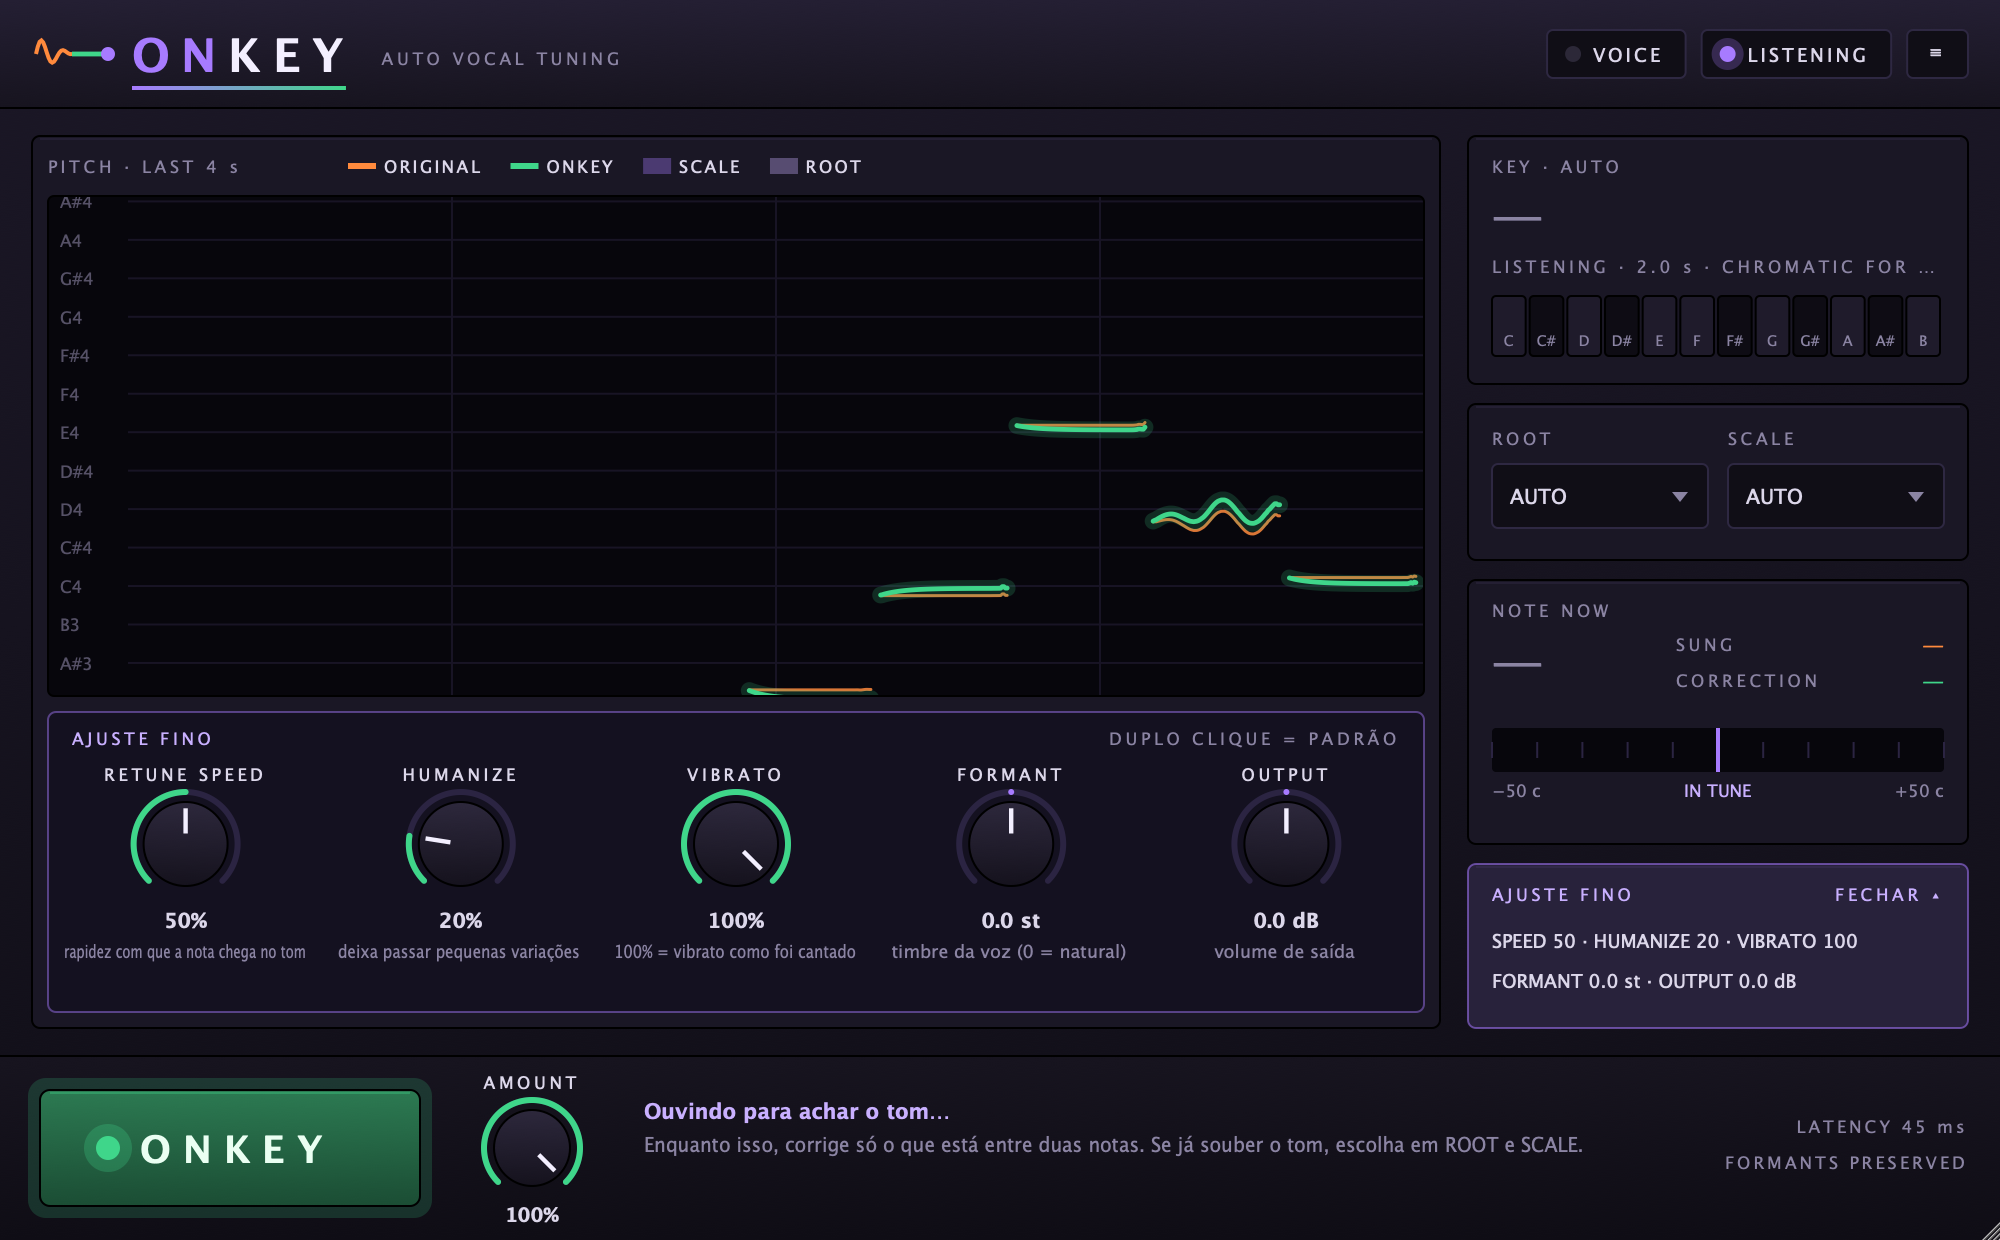 ONKEY AUTO VOCAL TUNING
VOICE LISTENING ≡
PITCH · LAST 4 s ORIGINAL ONKEY SCALE ROOT
A#4
A4
G#4
G4
F#4
F4
E4
D#4
D4
C#4
C4
B3
A#3
KEY · AUTO
—
LISTENING · 2.0 s · CHROMATIC FOR ...
C C# D D# E F F# G G# A A# B
ROOT SCALE
AUTO AUTO
NOTE NOW
—
SUNG —
CORRECTION —
−50 c IN TUNE +50 c
AJUSTE FINO DUPLO CLIQUE = PADRÃO
RETUNE SPEED HUMANIZE VIBRATO FORMANT OUTPUT
50% 20% 100% 0.0 st 0.0 dB
rapidez com que a nota chega no tom deixa passar pequenas variações 100% = vibrato como foi cantado timbre da voz (0 = natural) volume de saída
AJUSTE FINO FECHAR ▴
SPEED 50 · HUMANIZE 20 · VIBRATO 100
FORMANT 0.0 st · OUTPUT 0.0 dB
ONKEY
AMOUNT
100%
Ouvindo para achar o tom...
Enquanto isso, corrige só o que está entre duas notas. Se já souber o tom, escolha em ROOT e SCALE.
LATENCY 45 ms
FORMANTS PRESERVED